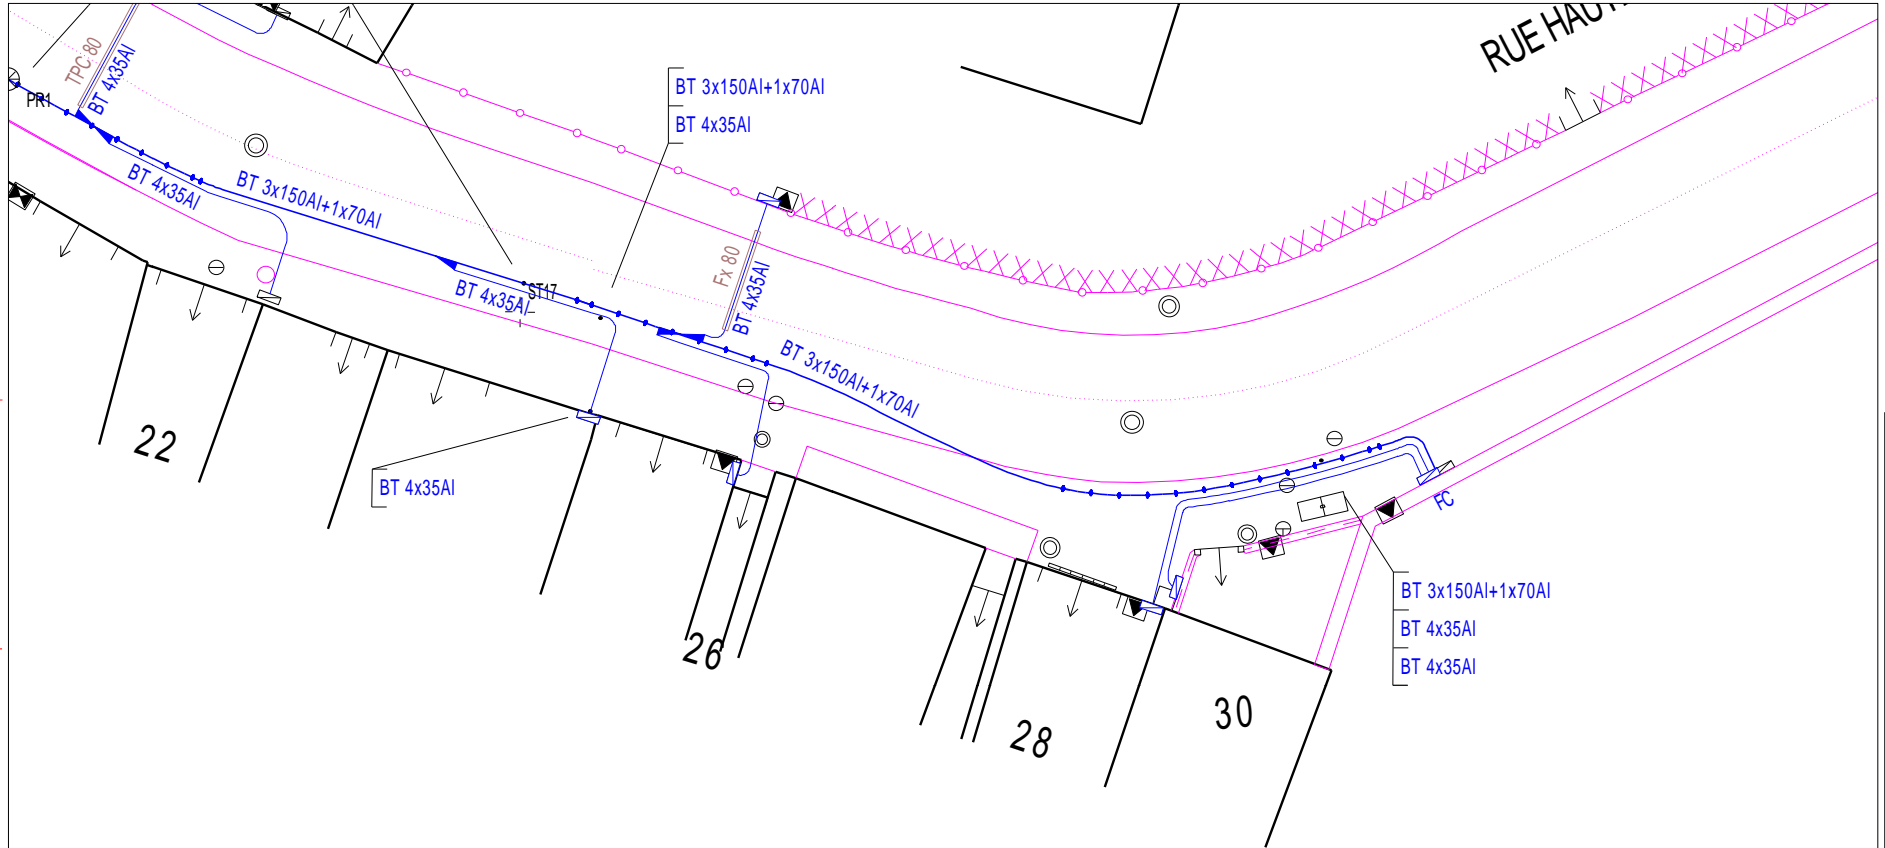 RUE HAUT
TPC 80
BT 4x35Al
PR1
BT 3x150Al+1x70Al
BT 4x35Al
BT 4x35Al
BT 3x150Al+1x70Al
Fx 80
BT 4x35Al
BT 4x35Al
ST17
BT 3x150Al+1x70Al
22
BT 4x35Al
FC
BT 3x150Al+1x70Al
BT 4x35Al
BT 4x35Al
26
28
30